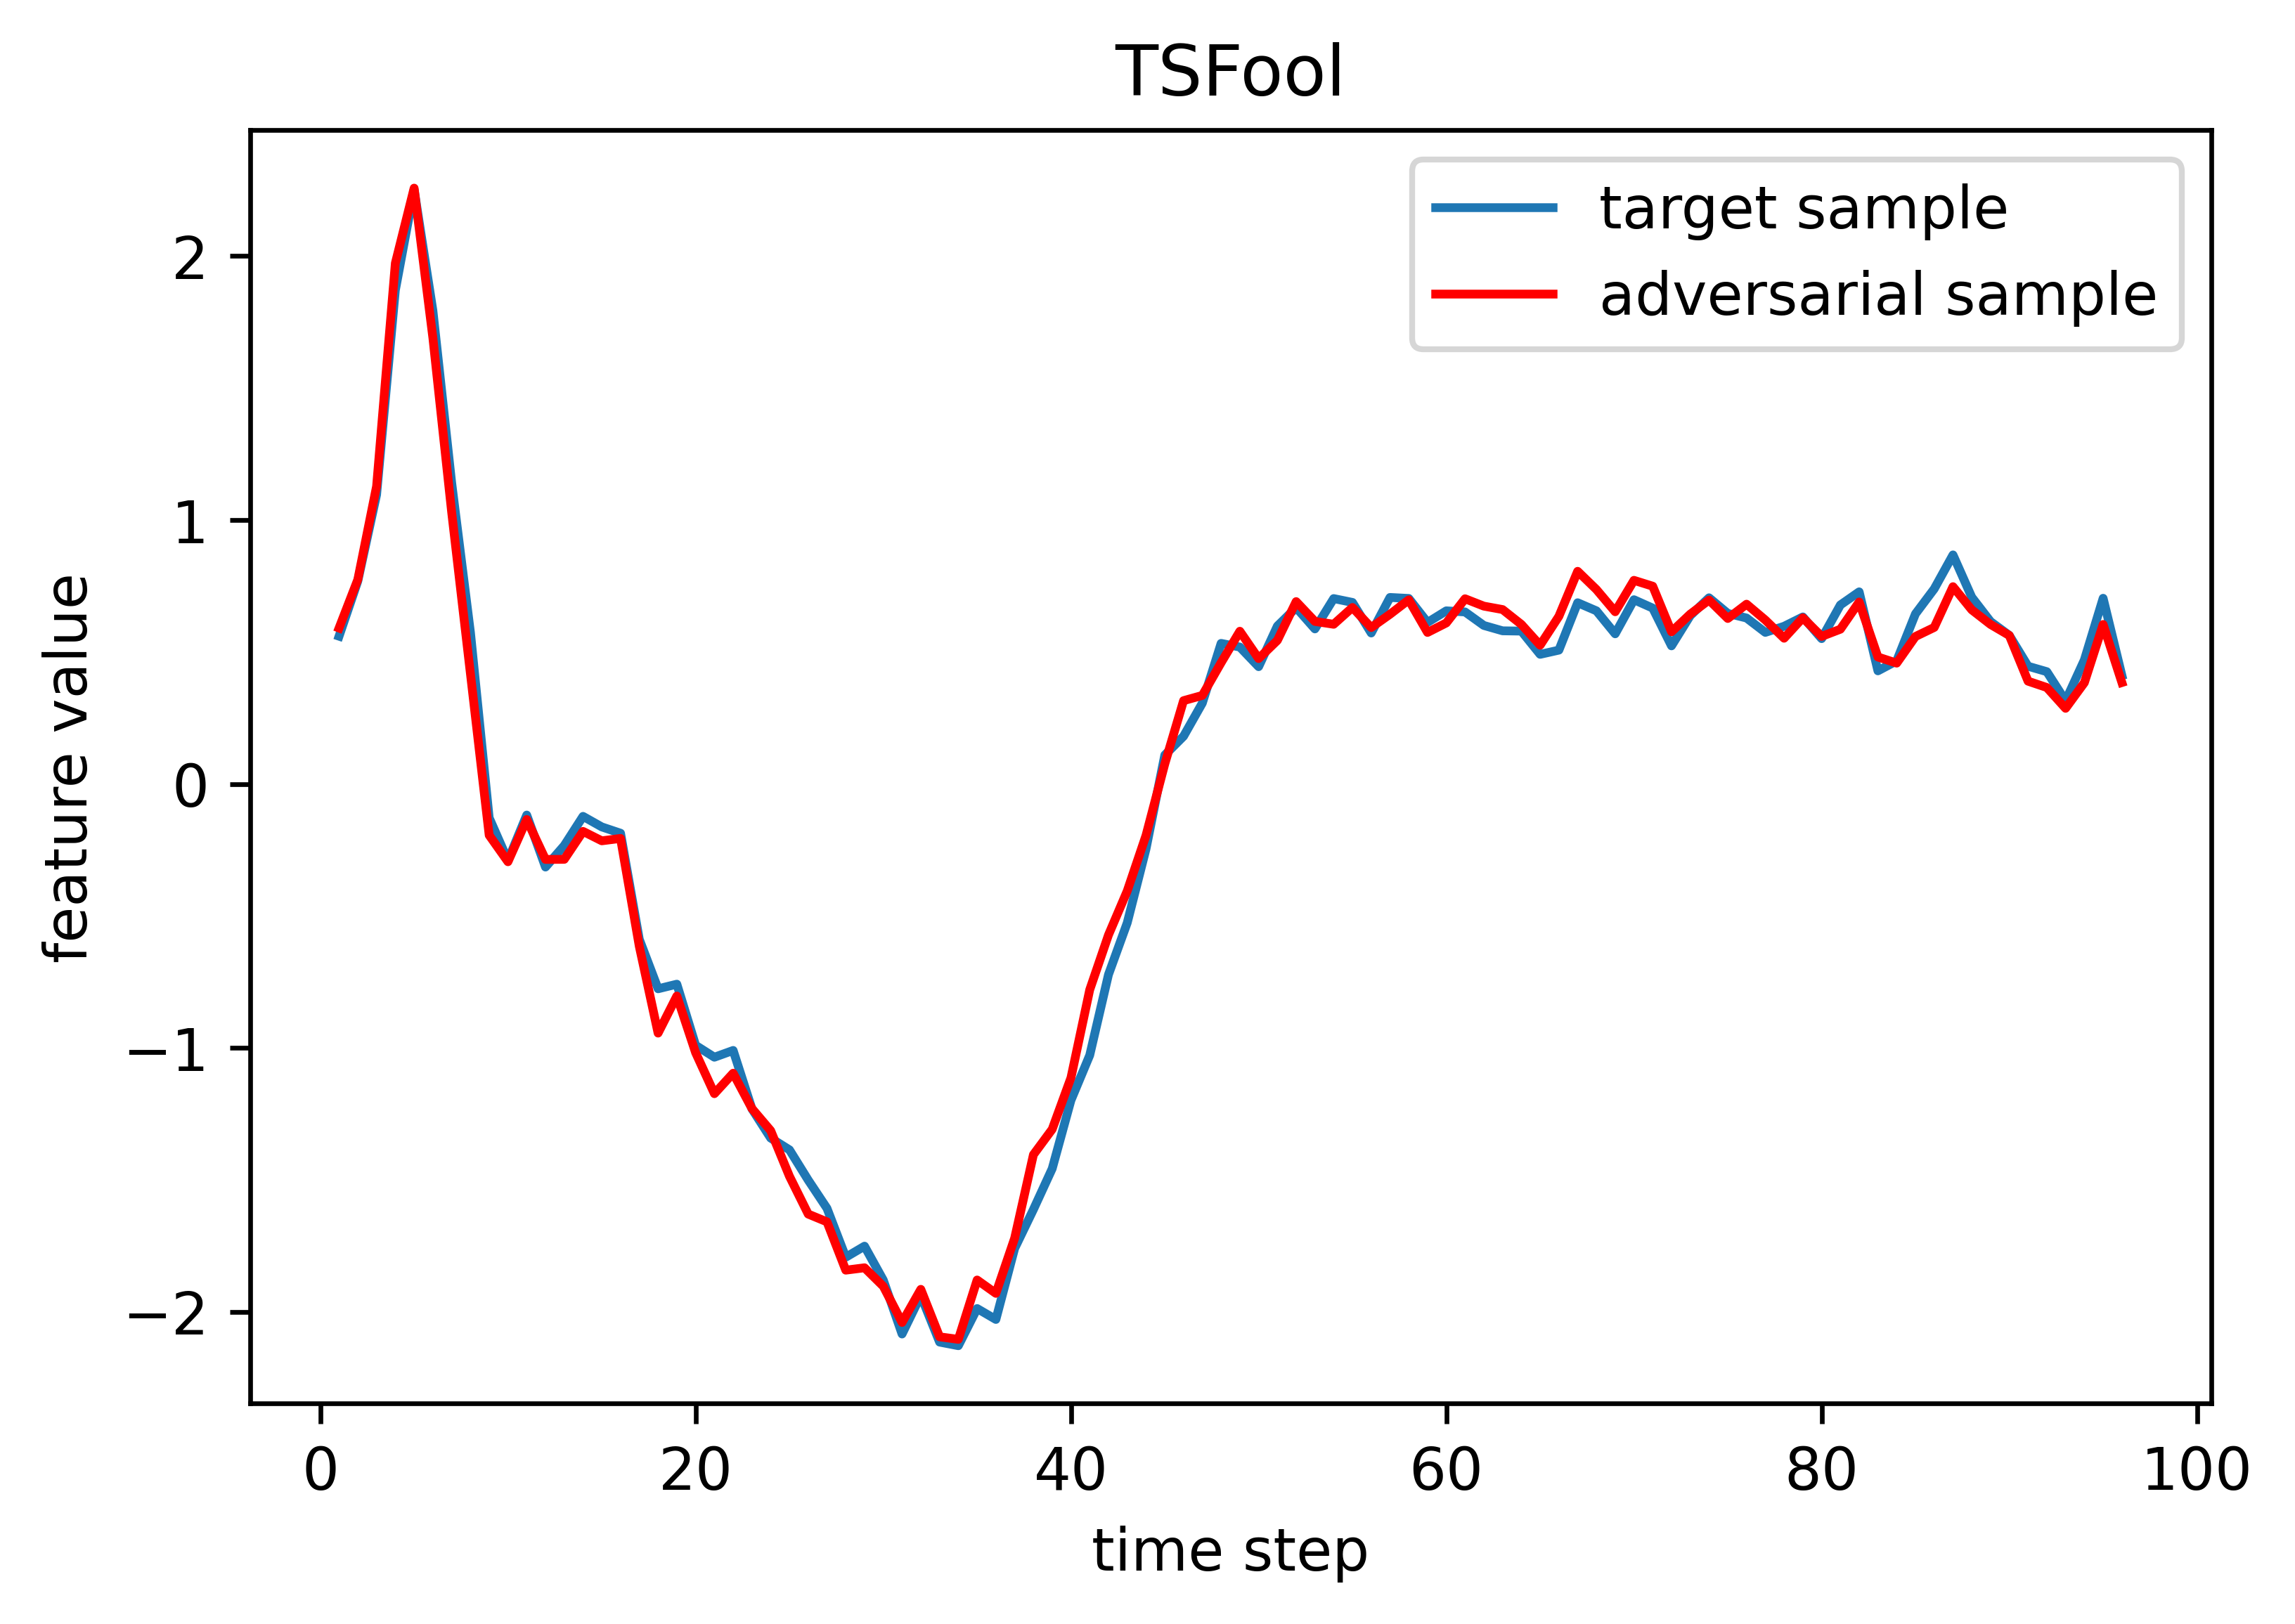 TSFool
target sample
adversarial sample
feature value
2
1
0
−1
−2
0 20 40 60 80 100
time step